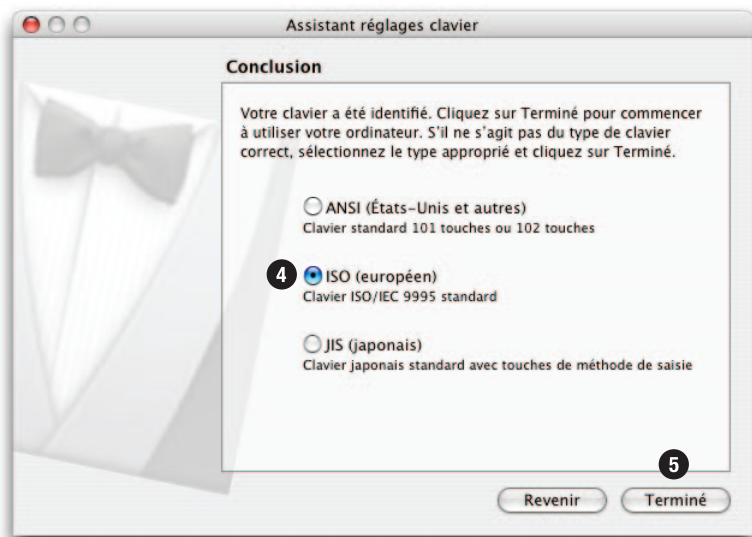 Assistant réglages clavier
Conclusion
Votre clavier a été identifié. Cliquez sur Terminé pour commencer
à utiliser votre ordinateur. S'il ne s'agit pas du type de clavier
correct, sélectionnez le type approprié et cliquez sur Terminé.
ANSI (États-Unis et autres)
Clavier standard 101 touches ou 102 touches
4 ISO (européen)
Clavier ISO/IEC 9995 standard
JIS (japonais)
Clavier japonais standard avec touches de méthode de saisie
5
Revenir Terminé